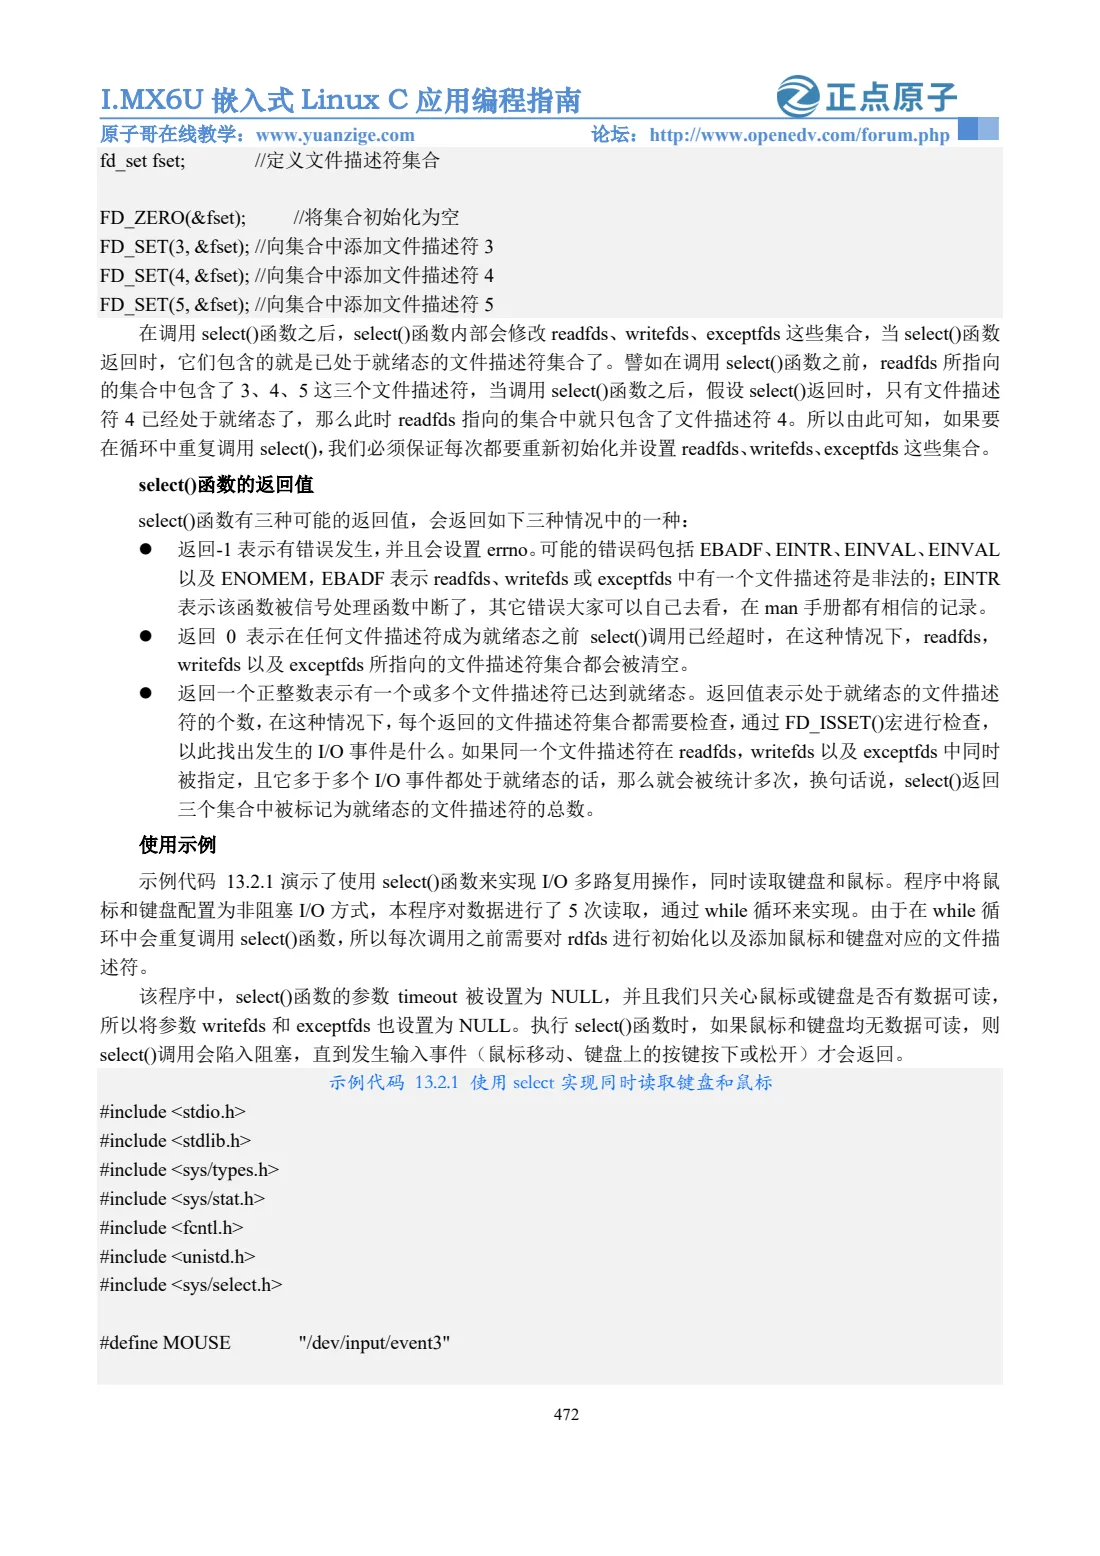 I.MX6U 嵌入式 Linux C 应用编程指南
正点原子
原子哥在线教学：www.yuanzige.com 论坛：http://www.openedv.com/forum.php
fd_set fset; //定义文件描述符集合
FD_ZERO(&fset); //将集合初始化为空
FD_SET(3, &fset); //向集合中添加文件描述符 3
FD_SET(4, &fset); //向集合中添加文件描述符 4
FD_SET(5, &fset); //向集合中添加文件描述符 5
在调用 select()函数之后，select()函数内部会修改 readfds、writefds、exceptfds 这些集合，当 select()函数
返回时，它们包含的就是已处于就绪态的文件描述符集合了。譬如在调用 select()函数之前，readfds 所指向
的集合中包含了 3、4、5 这三个文件描述符，当调用 select()函数之后，假设 select()返回时，只有文件描述
符 4 已经处于就绪态了，那么此时 readfds 指向的集合中就只包含了文件描述符 4。所以由此可知，如果要
在循环中重复调用 select()，我们必须保证每次都要重新初始化并设置 readfds、writefds、exceptfds 这些集合。
select()函数的返回值
select()函数有三种可能的返回值，会返回如下三种情况中的一种：
● 返回-1 表示有错误发生，并且会设置 errno。可能的错误码包括 EBADF、EINTR、EINVAL、EINVAL
以及 ENOMEM，EBADF 表示 readfds、writefds 或 exceptfds 中有一个文件描述符是非法的；EINTR
表示该函数被信号处理函数中断了，其它错误大家可以自己去看，在 man 手册都有相信的记录。
● 返回 0 表示在任何文件描述符成为就绪态之前 select()调用已经超时，在这种情况下，readfds，
writefds 以及 exceptfds 所指向的文件描述符集合都会被清空。
● 返回一个正整数表示有一个或多个文件描述符已达到就绪态。返回值表示处于就绪态的文件描述
符的个数，在这种情况下，每个返回的文件描述符集合都需要检查，通过 FD_ISSET()宏进行检查，
以此找出发生的 I/O 事件是什么。如果同一个文件描述符在 readfds，writefds 以及 exceptfds 中同时
被指定，且它多于多个 I/O 事件都处于就绪态的话，那么就会被统计多次，换句话说，select()返回
三个集合中被标记为就绪态的文件描述符的总数。
使用示例
示例代码 13.2.1 演示了使用 select()函数来实现 I/O 多路复用操作，同时读取键盘和鼠标。程序中将鼠
标和键盘配置为非阻塞 I/O 方式，本程序对数据进行了 5 次读取，通过 while 循环来实现。由于在 while 循
环中会重复调用 select()函数，所以每次调用之前需要对 rdfds 进行初始化以及添加鼠标和键盘对应的文件描
述符。
该程序中，select()函数的参数 timeout 被设置为 NULL，并且我们只关心鼠标或键盘是否有数据可读，
所以将参数 writefds 和 exceptfds 也设置为 NULL。执行 select()函数时，如果鼠标和键盘均无数据可读，则
select()调用会陷入阻塞，直到发生输入事件（鼠标移动、键盘上的按键按下或松开）才会返回。
示例代码 13.2.1 使用 select 实现同时读取键盘和鼠标
#include <stdio.h>
#include <stdlib.h>
#include <sys/types.h>
#include <sys/stat.h>
#include <fcntl.h>
#include <unistd.h>
#include <sys/select.h>
#define MOUSE "/dev/input/event3"
472